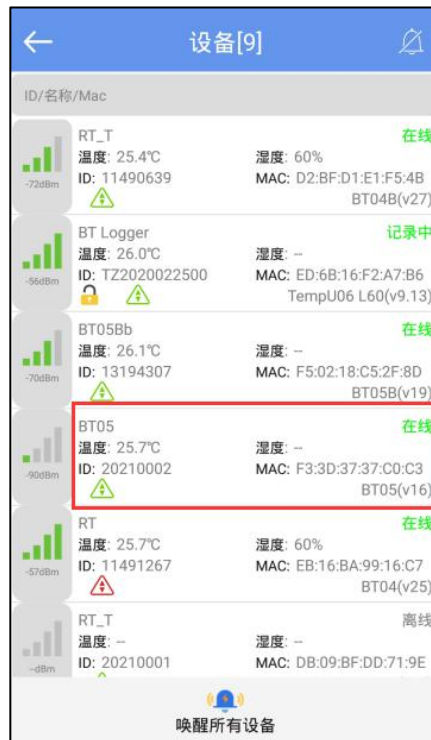 设备[9]
ID/名称/Mac
RT_T 在线
温度: 25.4℃ 湿度: 60%
-72dBm ID: 11490639 MAC: D2:BF:D1:E1:F5:4B
BT04B(v27)
BT Logger 记录中
温度: 26.0℃ 湿度: --
-56dBm ID: TZ2020022500 MAC: ED:6B:16:F2:A7:B6
TempU06 L60(v9.13)
BT05Bb 在线
温度: 26.1℃ 湿度: --
-70dBm ID: 13194307 MAC: F5:02:18:C5:2F:8D
BT05B(v19)
BT05 在线
温度: 25.7℃ 湿度: --
-90dBm ID: 20210002 MAC: F3:3D:37:37:C0:C3
BT05(v16)
RT 在线
温度: 25.7℃ 湿度: 60%
-57dBm ID: 11491267 MAC: EB:16:BA:99:16:C7
BT04(v25)
RT_T 离线
温度: -- 湿度: --
--dBm ID: 20210001 MAC: DB:09:BF:DD:71:9E
唤醒所有设备